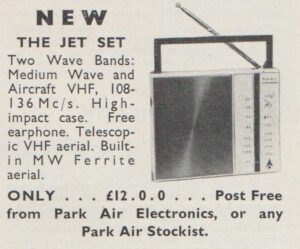 NEW
THE JET SET
Two Wave Bands:
Medium Wave and
Aircraft VHF, 108-
136 Mc/s. High-
impact case. Free
earphone. Telescop-
ic VHF aerial. Built-
in MW Ferrite
aerial.
ONLY . . . £12.0.0 . . . Post Free
from Park Air Electronics, or any
Park Air Stockist.